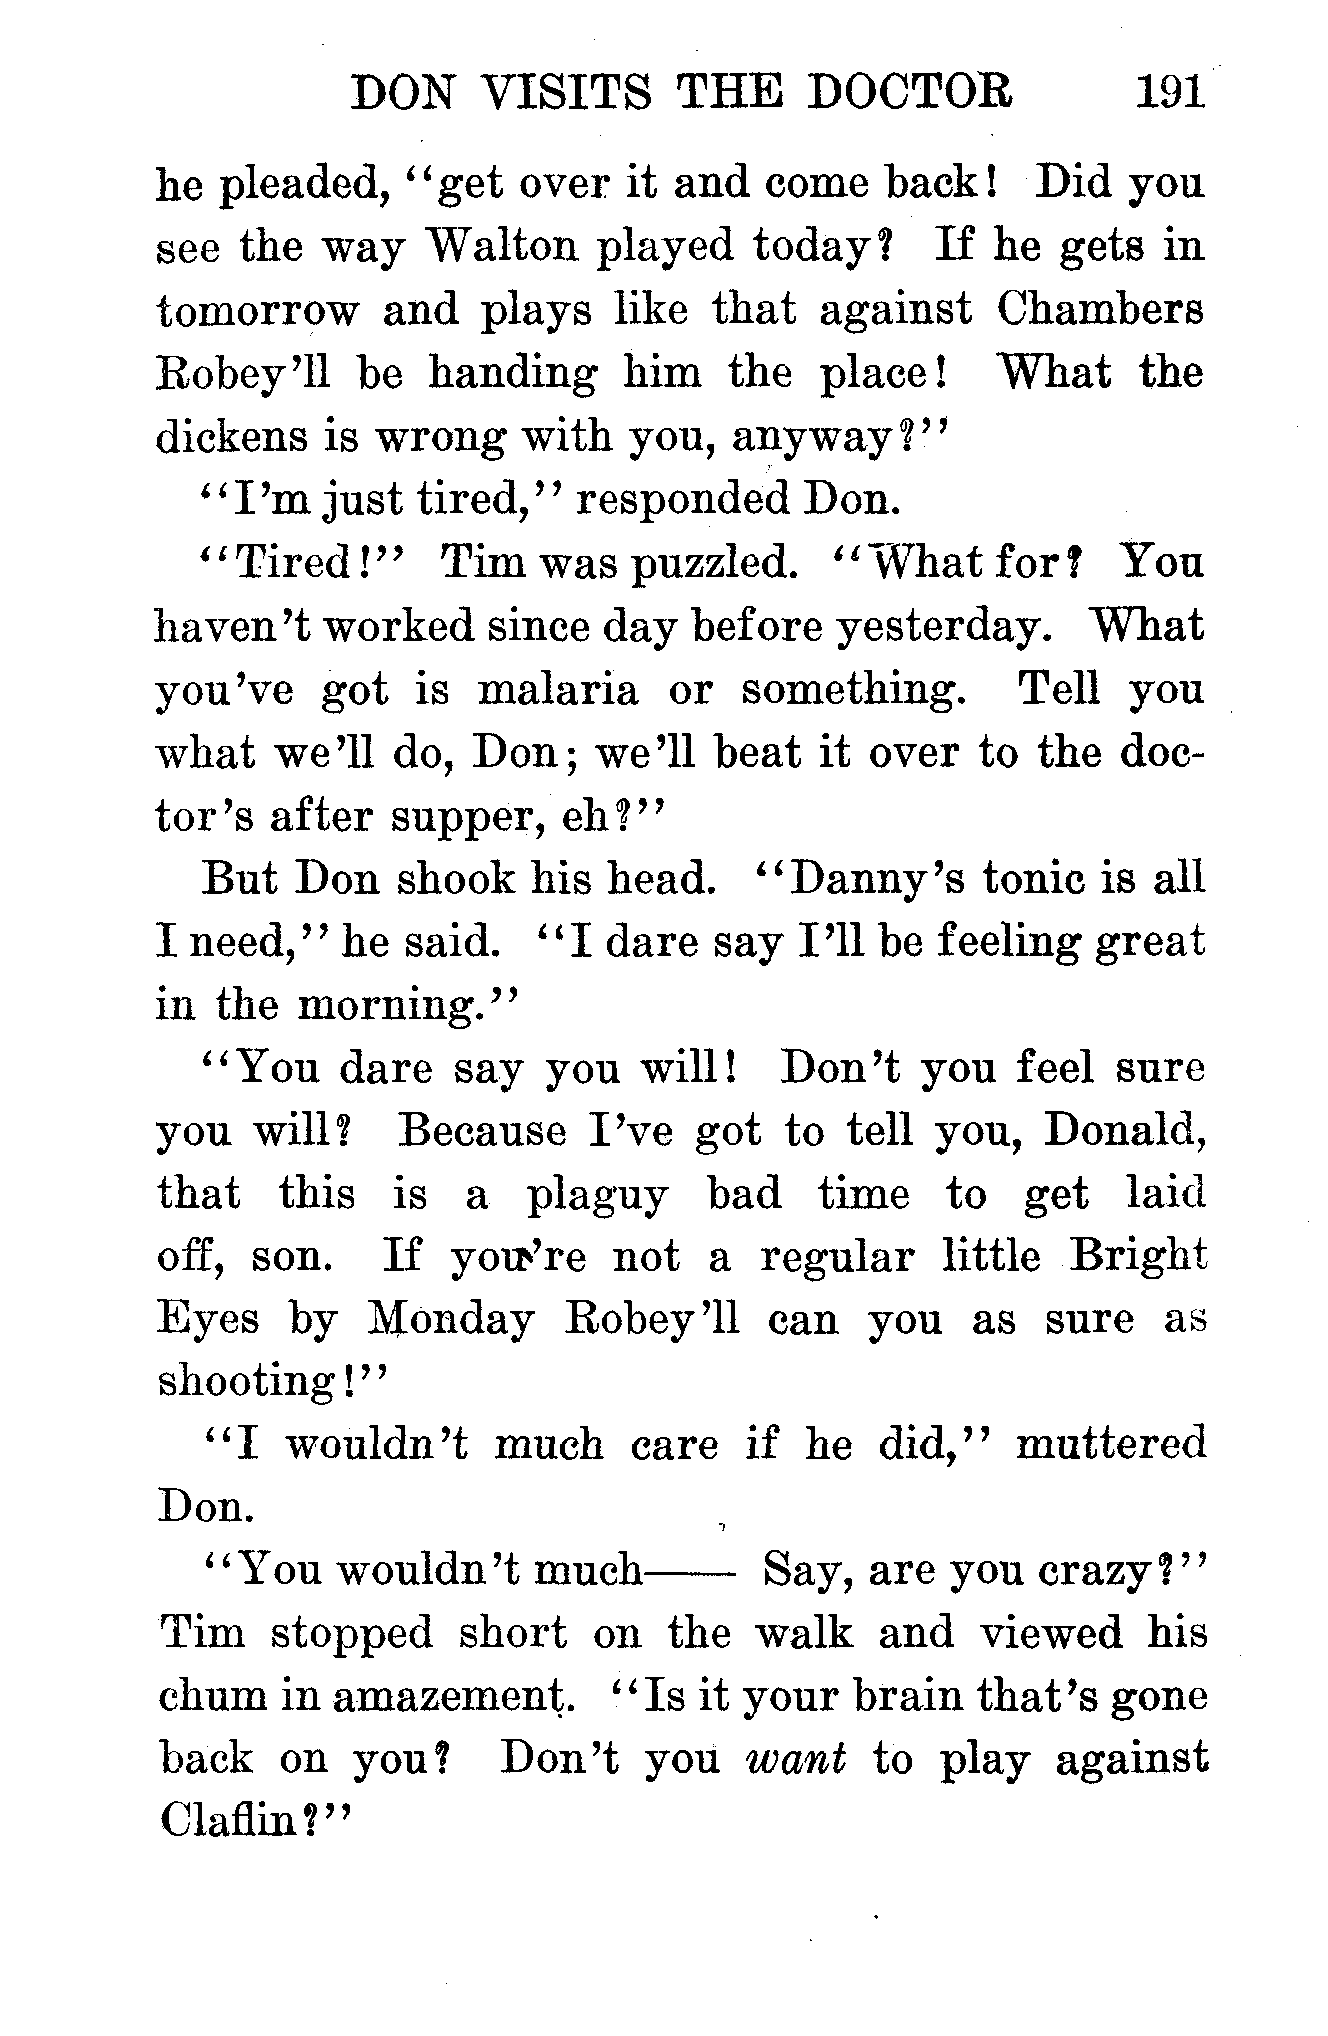 DON VISITS THE DOCTOR 191
he pleaded, "get over it and come back! Did you
see the way Walton played today? If he gets in
tomorrow and plays like that against Chambers
Robey'll be handing him the place! What the
dickens is wrong with you, anyway?"
"I'm just tired," responded Don.
"Tired!" Tim was puzzled. "What for? You
haven't worked since day before yesterday. What
you've got is malaria or something. Tell you
what we'll do, Don; we'll beat it over to the doc-
tor's after supper, eh?"
But Don shook his head. "Danny's tonic is all
I need," he said. "I dare say I'll be feeling great
in the morning."
"You dare say you will! Don't you feel sure
you will? Because I've got to tell you, Donald,
that this is a plaguy bad time to get laid
off, son. If you're not a regular little Bright
Eyes by Monday Robey'll can you as sure as
shooting!"
"I wouldn't much care if he did," muttered
Don.
"You wouldn't much—— Say, are you crazy?"
Tim stopped short on the walk and viewed his
chum in amazement. "Is it your brain that's gone
back on you? Don't you want to play against
Claflin?"